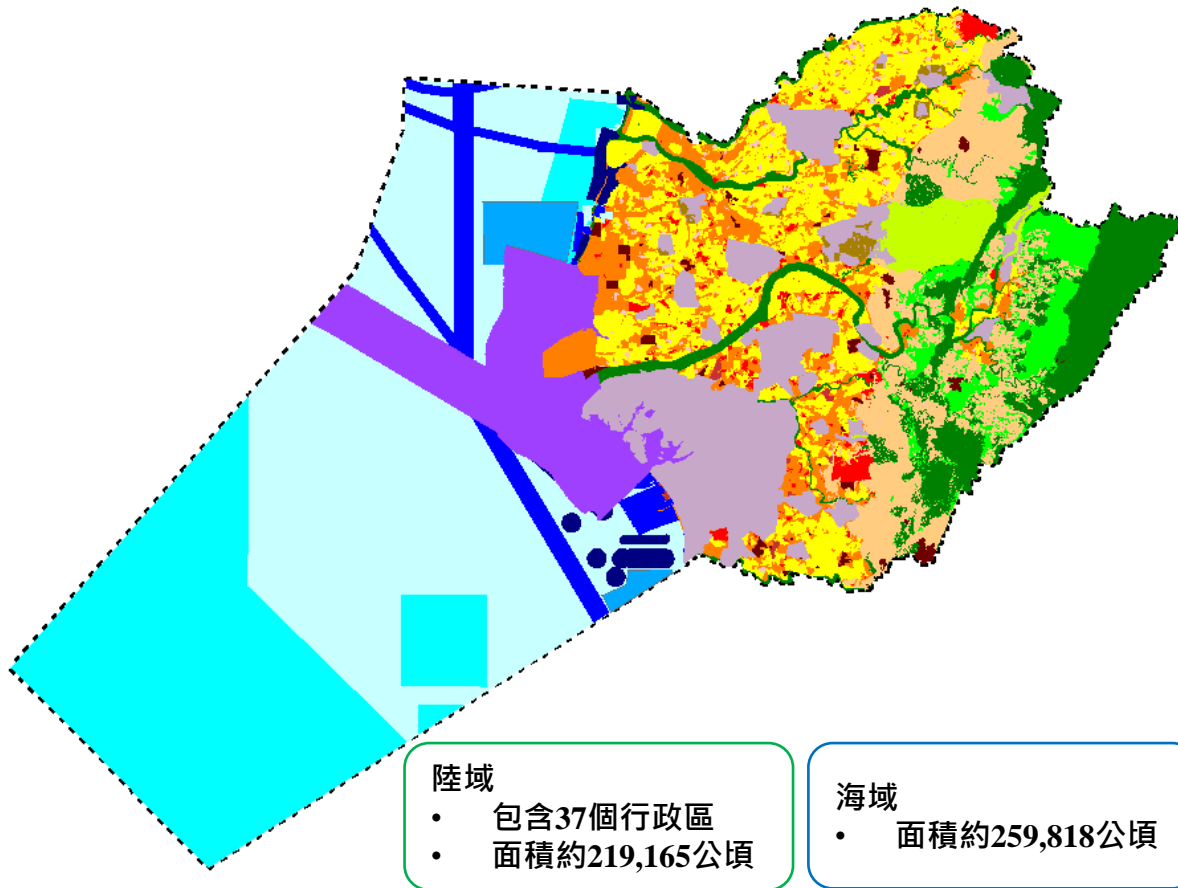 陸域
• 包含37個行政區
• 面積約219,165公頃
海域
• 面積約259,818公頃